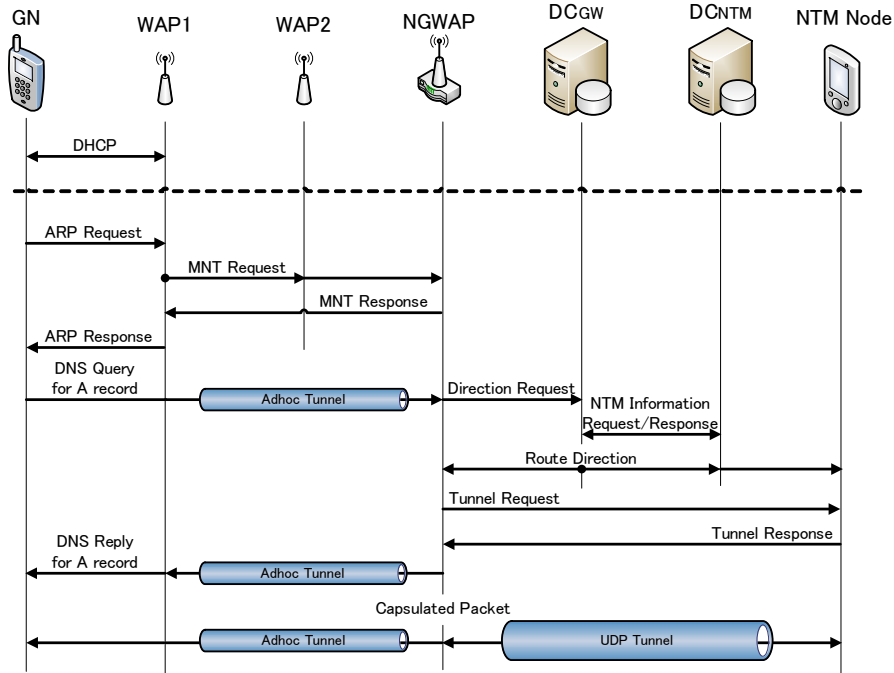 GN
WAP1
WAP2
NGWAP
DCGW
DCNTM
NTM Node
DHCP
ARP Request
MNT Request
MNT Response
ARP Response
DNS Query
for A record
Adhoc Tunnel
Direction Request
NTM Information
Request/Response
Route Direction
Tunnel Request
Tunnel Response
DNS Reply
for A record
Adhoc Tunnel
Capsulated Packet
Adhoc Tunnel
UDP Tunnel